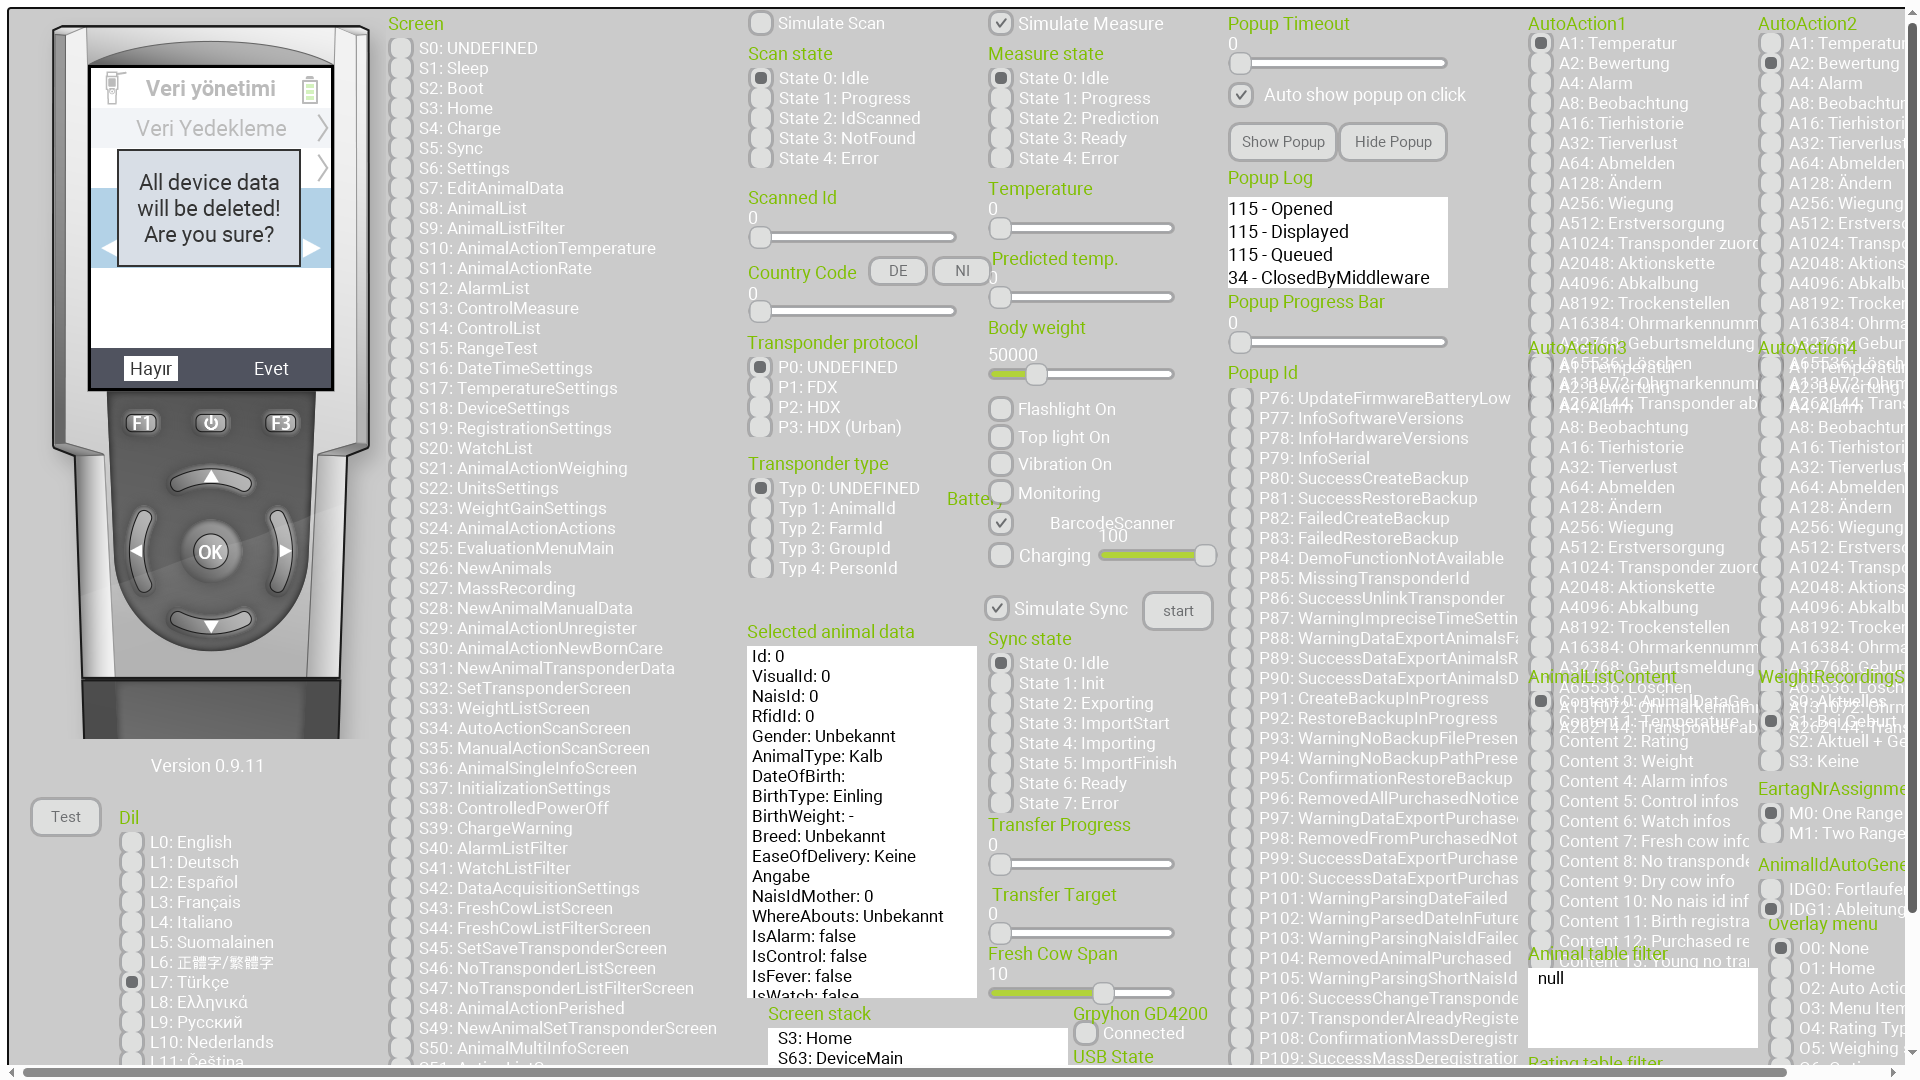 Veri yönetimi
Veri Yedekleme
All device data
will be deleted!
Are you sure?
Hayır
Evet
F1
F3
OK
Version 0.9.11
Test
Dil
L0: English
L1: Deutsch
L2: Español
L3: Français
L4: Italiano
L5: Suomalainen
L6: 正體字/繁體字
L7: Türkçe
L8: Ελληνικά
L9: Русский
L10: Nederlands
L11: Čeština
Screen
S0: UNDEFINED
S1: Sleep
S2: Boot
S3: Home
S4: Charge
S5: Sync
S6: Settings
S7: EditAnimalData
S8: AnimalList
S9: AnimalListFilter
S10: AnimalActionTemperature
S11: AnimalActionRate
S12: AlarmList
S13: ControlMeasure
S14: ControlList
S15: RangeTest
S16: DateTimeSettings
S17: TemperatureSettings
S18: DeviceSettings
S19: RegistrationSettings
S20: WatchList
S21: AnimalActionWeighing
S22: UnitsSettings
S23: WeightGainSettings
S24: AnimalActionActions
S25: EvaluationMenuMain
S26: NewAnimals
S27: MassRecording
S28: NewAnimalManualData
S29: AnimalActionUnregister
S30: AnimalActionNewBornCare
S31: NewAnimalTransponderData
S32: SetTransponderScreen
S33: WeightListScreen
S34: AutoActionScanScreen
S35: ManualActionScanScreen
S36: AnimalSingleInfoScreen
S37: InitializationSettings
S38: ControlledPowerOff
S39: ChargeWarning
S40: AlarmListFilter
S41: WatchListFilter
S42: DataAcquisitionSettings
S43: FreshCowListScreen
S44: FreshCowListFilterScreen
S45: SetSaveTransponderScreen
S46: NoTransponderListScreen
S47: NoTransponderListFilterScreen
S48: AnimalActionPerished
S49: NewAnimalSetTransponderScreen
S50: AnimalMultiInfoScreen
Simulate Scan
Scan state
State 0: Idle
State 1: Progress
State 2: IdScanned
State 3: NotFound
State 4: Error
Scanned Id
0
Country Code
DE
NI
0
Transponder protocol
P0: UNDEFINED
P1: FDX
P2: HDX
P3: HDX (Urban)
Transponder type
Typ 0: UNDEFINED
Typ 1: AnimalId
Typ 2: FarmId
Typ 3: GroupId
Typ 4: PersonId
Selected animal data
Id: 0
VisualId: 0
NaisId: 0
RfidId: 0
Gender: Unbekannt
AnimalType: Kalb
DateOfBirth:
BirthType: Einling
BirthWeight: -
Breed: Unbekannt
EaseOfDelivery: Keine
Angabe
NaisIdMother: 0
WhereAbouts: Unbekannt
IsAlarm: false
IsControl: false
IsFever: false
IsWatch: false
Screen stack
S3: Home
S63: DeviceMain
Simulate Measure
Measure state
State 0: Idle
State 1: Progress
State 2: Prediction
State 3: Ready
State 4: Error
Temperature
0
Predicted temp.
0
Body weight
50000
Flashlight On
Top light On
Vibration On
Monitoring
BarcodeScanner
100
Charging
Simulate Sync
start
Sync state
State 0: Idle
State 1: Init
State 2: Exporting
State 3: ImportStart
State 4: Importing
State 5: ImportFinish
State 6: Ready
State 7: Error
Transfer Progress
0
Transfer Target
0
Fresh Cow Span
10
Grpyhon GD4200
Connected
USB State
Popup Timeout
0
Auto show popup on click
Show Popup
Hide Popup
Popup Log
115 - Opened
115 - Displayed
115 - Queued
34 - ClosedByMiddleware
Popup Progress Bar
0
Popup Id
P76: UpdateFirmwareBatteryLow
P77: InfoSoftwareVersions
P78: InfoHardwareVersions
P79: InfoSerial
P80: SuccessCreateBackup
P81: SuccessRestoreBackup
P82: FailedCreateBackup
P83: FailedRestoreBackup
P84: DemoFunctionNotAvailable
P85: MissingTransponderId
P86: SuccessUnlinkTransponder
P87: WarningImpreciseTimeSettin
P88: WarningDataExportAnimalsFa
P89: SuccessDataExportAnimalsR
P90: SuccessDataExportAnimalsD
P91: CreateBackupInProgress
P92: RestoreBackupInProgress
P93: WarningNoBackupFilePresen
P94: WarningNoBackupPathPrese
P95: ConfirmationRestoreBackup
P96: RemovedAllPurchasedNotice
P97: WarningDataExportPurchase
P98: RemovedFromPurchasedNot
P99: SuccessDataExportPurchase
P100: SuccessDataExportPurchas
P101: WarningParsingDateFailed
P102: WarningParsedDateInFuture
P103: WarningParsingNaisIdFailed
P104: RemovedAnimalPurchased
P105: WarningParsingShortNaisId
P106: SuccessChangeTransponde
P107: TransponderAlreadyRegiste
P108: ConfirmationMassDeregistr
P109: SuccessMassDeregistration
AutoAction1
A1: Temperatur
A2: Bewertung
A4: Alarm
A8: Beobachtung
A16: Tierhistorie
A32: Tierverlust
A64: Abmelden
A128: Ändern
A256: Wiegung
A512: Erstversorgung
A1024: Transponder zuord
A2048: Aktionskette
A4096: Abkalbung
A8192: Trockenstellen
A16384: Ohrmarkennumm
AutoAction3
A8: Beobachtung
A16: Tierhistorie
A32: Tierverlust
A64: Abmelden
A128: Ändern
A256: Wiegung
A512: Erstversorgung
A1024: Transponder zuord
A2048: Aktionskette
A4096: Abkalbung
A8192: Trockenstellen
A16384: Ohrmarkennumm
A32768: Geburtsmeldung
AnimalListContent
Content 2: Rating
Content 3: Weight
Content 4: Alarm infos
Content 5: Control infos
Content 6: Watch infos
Content 7: Fresh cow info
Content 8: No transponde
Content 9: Dry cow info
Content 10: No nais id inf
Content 11: Birth registra
Content 12: Purchased re
Animal table filter
null
Rating table filter
AutoAction2
A1: Temperatur
A2: Bewertung
A4: Alarm
A8: Beobachtun
A16: Tierhistori
A32: Tierverlust
A64: Abmelden
A128: Ändern
A256: Wiegung
A512: Erstverso
A1024: Transpo
A2048: Aktions
A4096: Abkalbu
A8192: Trocken
A16384: Ohrma
AutoAction4
A8: Beobachtun
A16: Tierhistori
A32: Tierverlust
A64: Abmelden
A128: Ändern
A256: Wiegung
A512: Erstverso
A1024: Transpo
A2048: Aktions
A4096: Abkalbu
A8192: Trocken
A16384: Ohrma
A32768: Gebur
WeightRecordingS
S2: Aktuell + Ge
S3: Keine
EartagNrAssignme
M0: One Range
M1: Two Range
AnimalIdAutoGene
IDG0: Fortlaufer
IDG1: Ableitung
Overlay menu
O0: None
O1: Home
O2: Auto Actio
O3: Menu Item
O4: Rating Typ
O5: Weighing